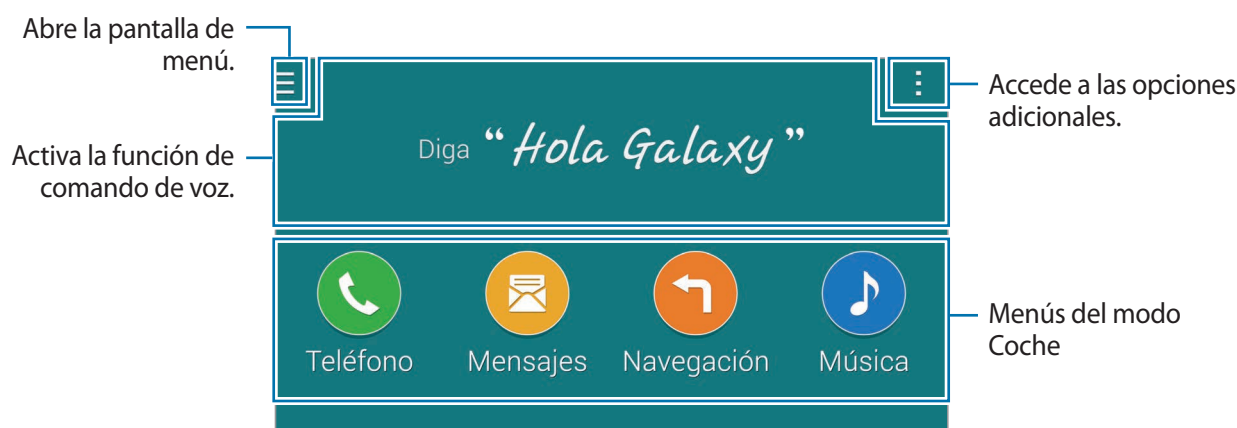 Abre la pantalla de
menú.
Accede a las opciones
adicionales.
Activa la función de
comando de voz.
Diga “Hola Galaxy”
Teléfono Mensajes Navegación Música
Menús del modo
Coche